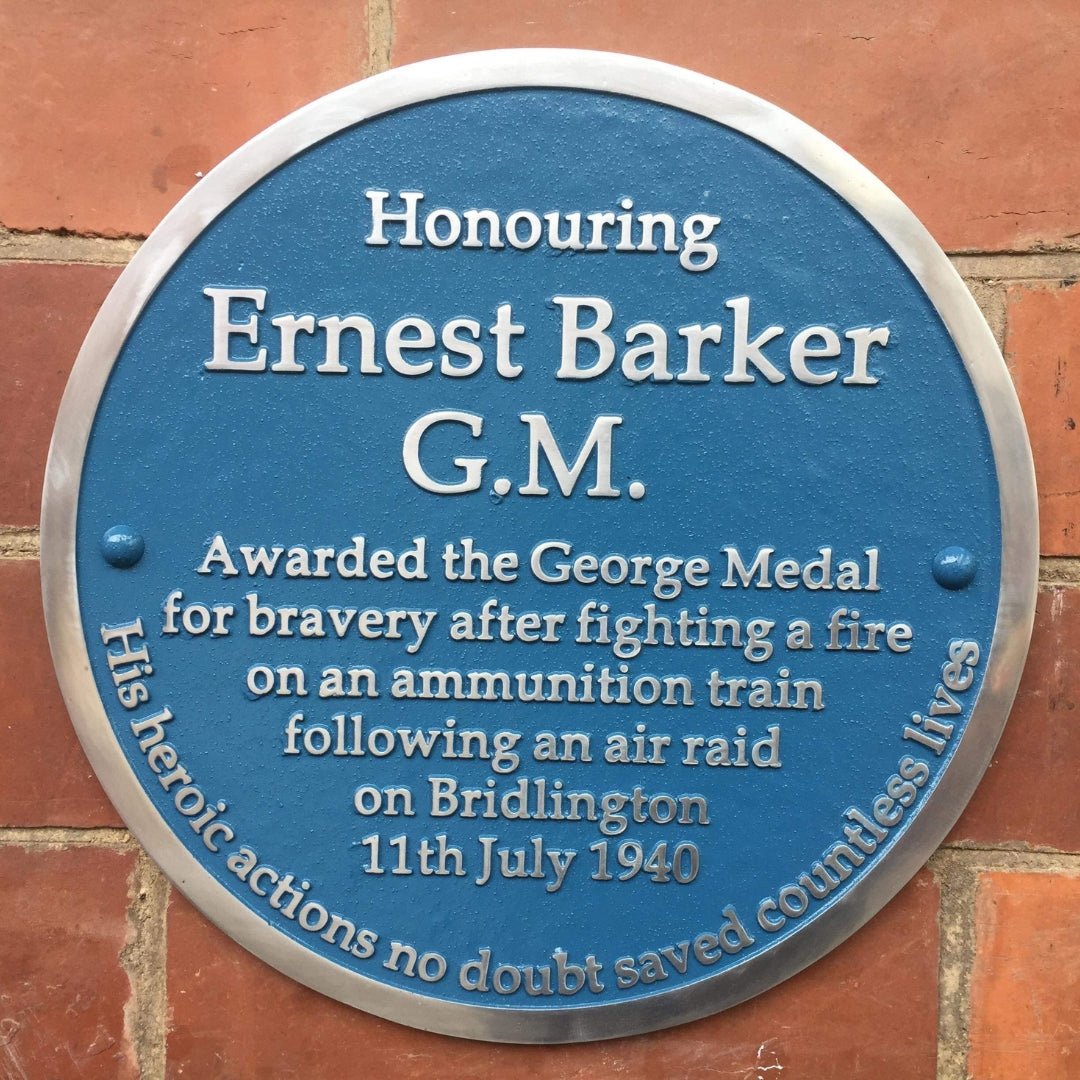 Honouring
Ernest Barker
G.M.
Awarded the George Medal
for bravery after fighting a fire
on an ammunition train
following an air raid
on Bridlington
11th July 1940
His heroic actions no doubt saved countless lives